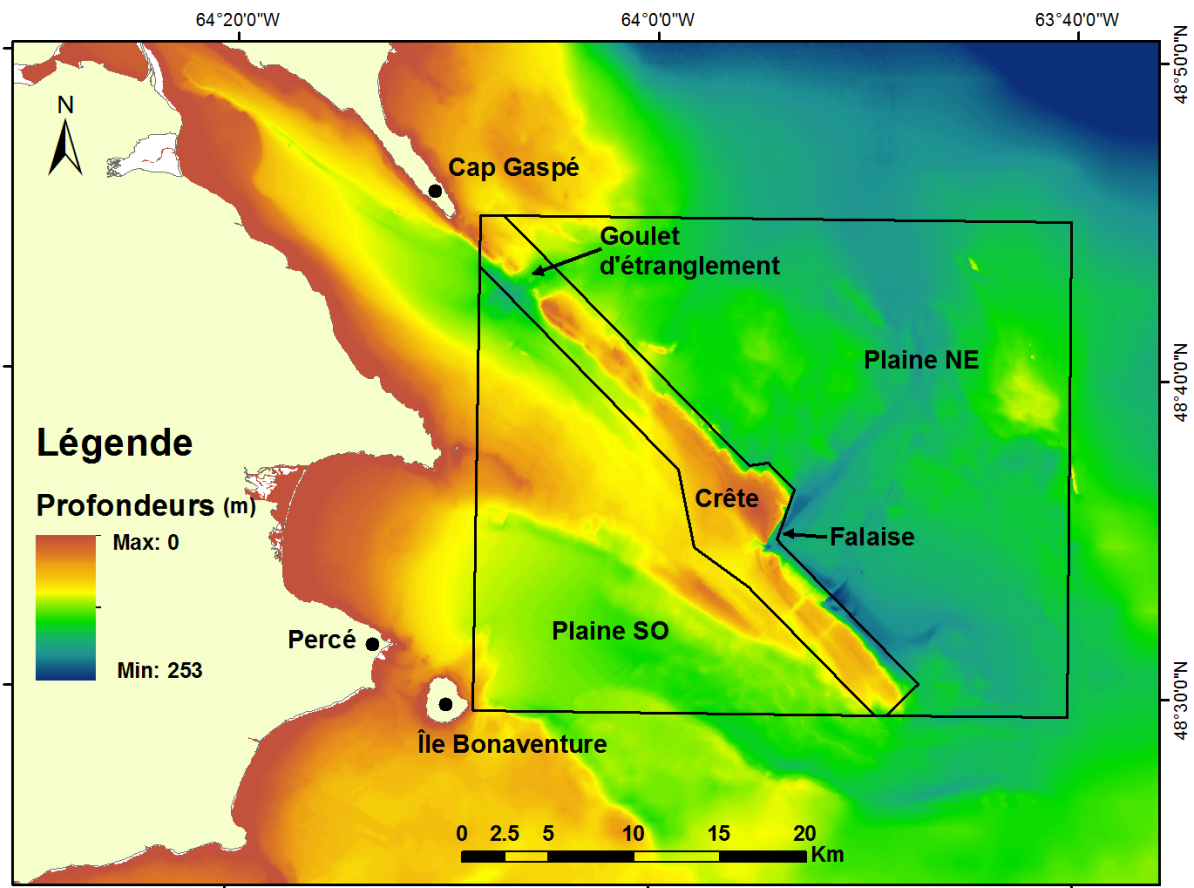 64°20'0"W
64°00'0"W
63°40'0"W
48°50'0"N
N
Cap Gaspé
Goulet
d'étranglement
Plaine NE
48°40'0"N
Légende
Profondeurs (m)
Max: 0
Min: 253
Crête
Falaise
Plaine SO
Percé
48°30'0"N
Île Bonaventure
0 2.5 5 10 15 20
Km